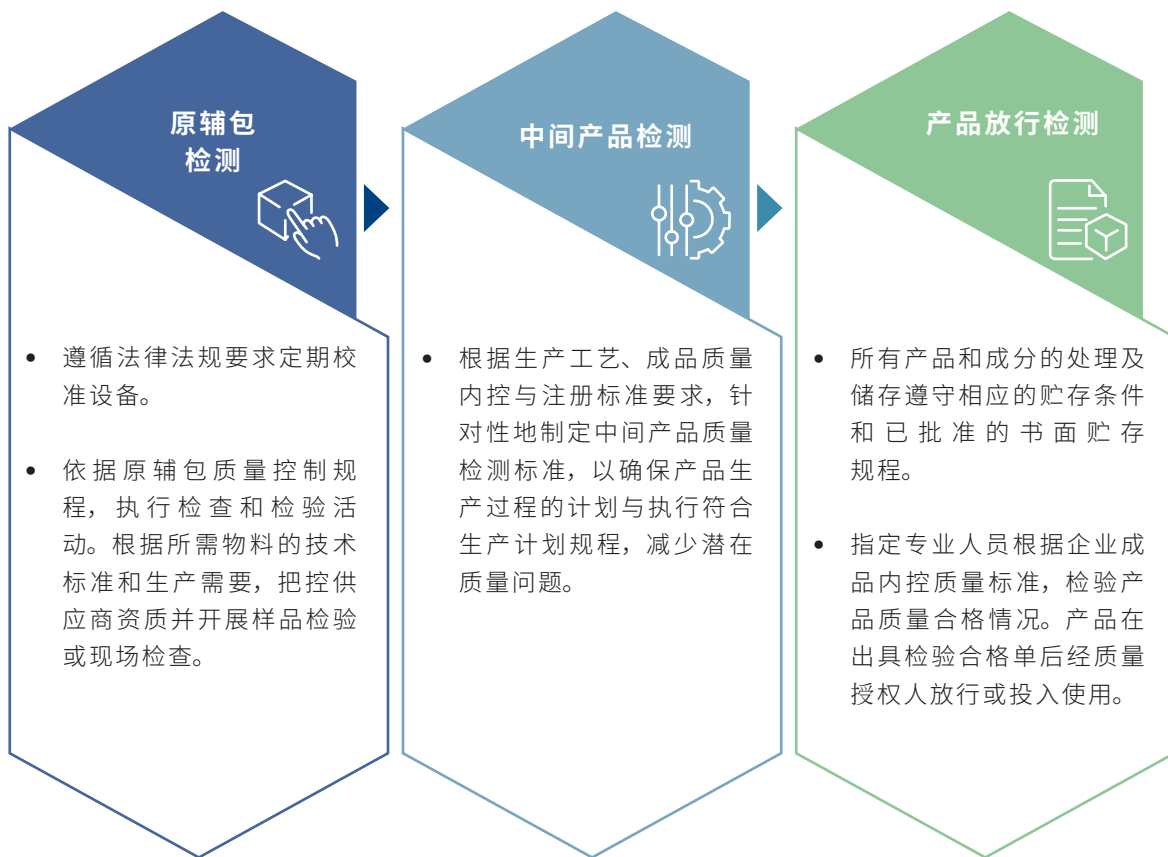 原辅包
检测
• 遵循法律法规要求定期校
准设备。
• 依据原辅包质量控制规
程，执行检查和检验活
动。根据所需物料的技术
标准和生产需要，把控供
应商资质并开展样品检验
或现场检查。
中间产品检测
• 根据生产工艺、成品质量
内控与注册标准要求，针
对性地制定中间产品质量
检测标准，以确保产品生
产过程的计划与执行符合
生产计划规程，减少潜在
质量问题。
产品放行检测
• 所有产品和成分的处理及
储存遵守相应的贮存条件
和已批准的书面贮存
规程。
• 指定专业人员根据企业成
品内控质量标准，检验产
品质量合格情况。产品在
出具检验合格单后经质量
授权人放行或投入使用。